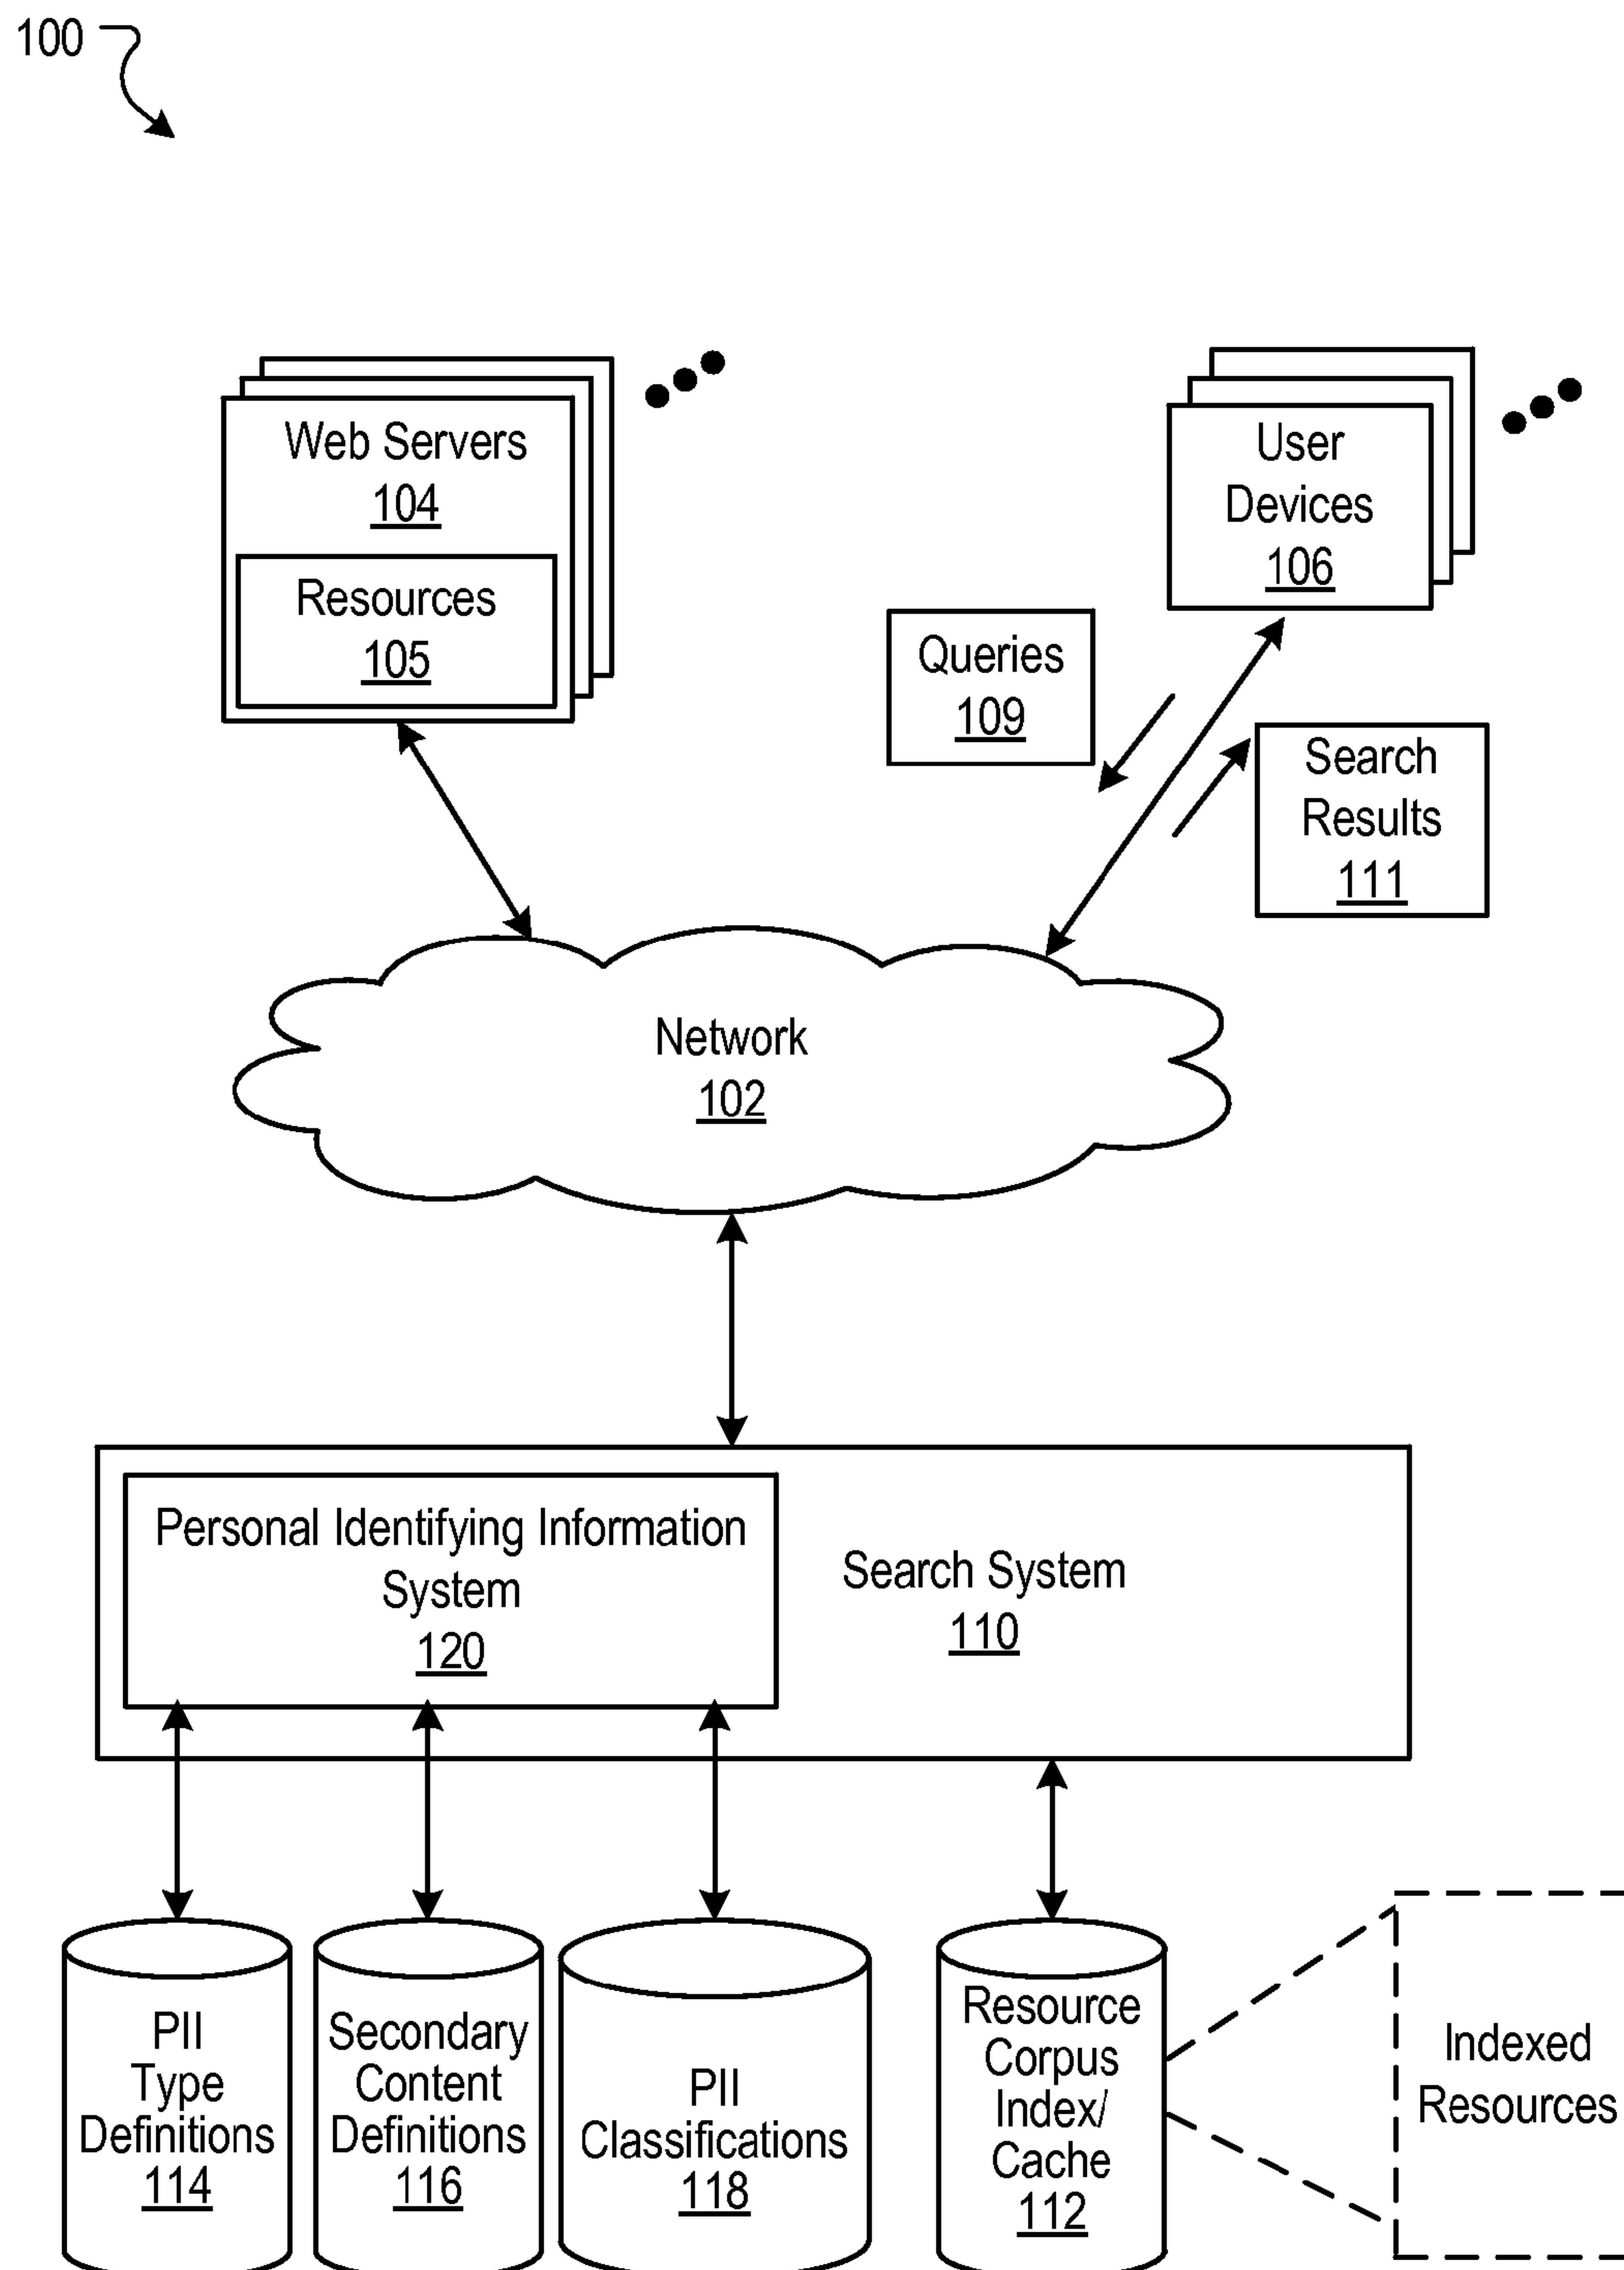 100
Web Servers
104
Resources
105
User
Devices
106
Queries
109
Search
Results
111
Network
102
Personal Identifying Information
System
120
Search System
110
PII
Type
Definitions
114
Secondary
Content
Definitions
116
PII
Classifications
118
Resource
Corpus
Index/
Cache
112
Indexed
Resources